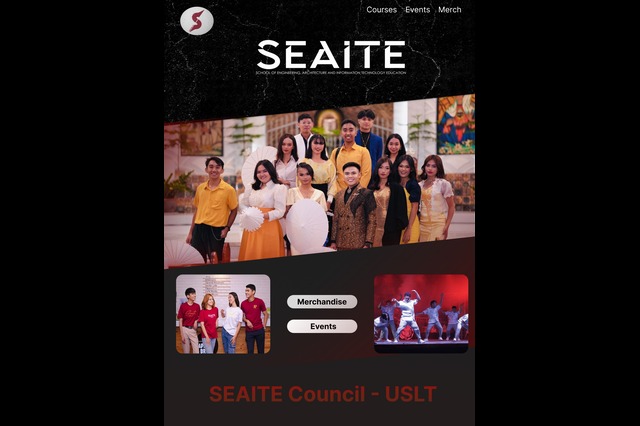 Courses Events Merch
SEAITE
SCHOOL OF ENGINEERING, ARCHITECTURE AND INFORMATION TECHNOLOGY EDUCATION
Merchandise
Events
SEAITE Council - USLT